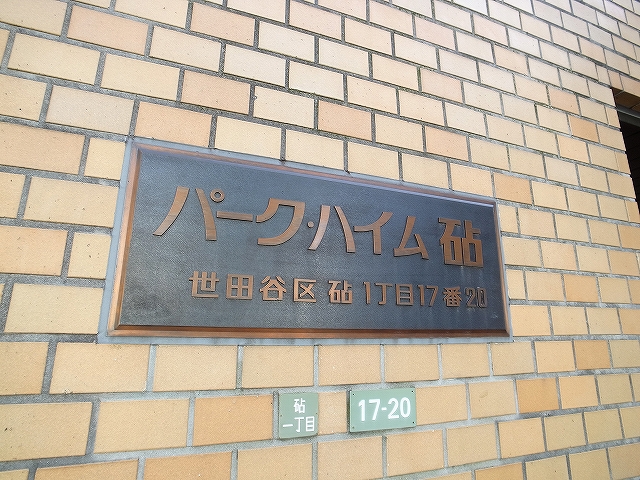 パーク・ハイム 砧
世田谷区 砧 1丁目17番20
砧
一丁目
17-20